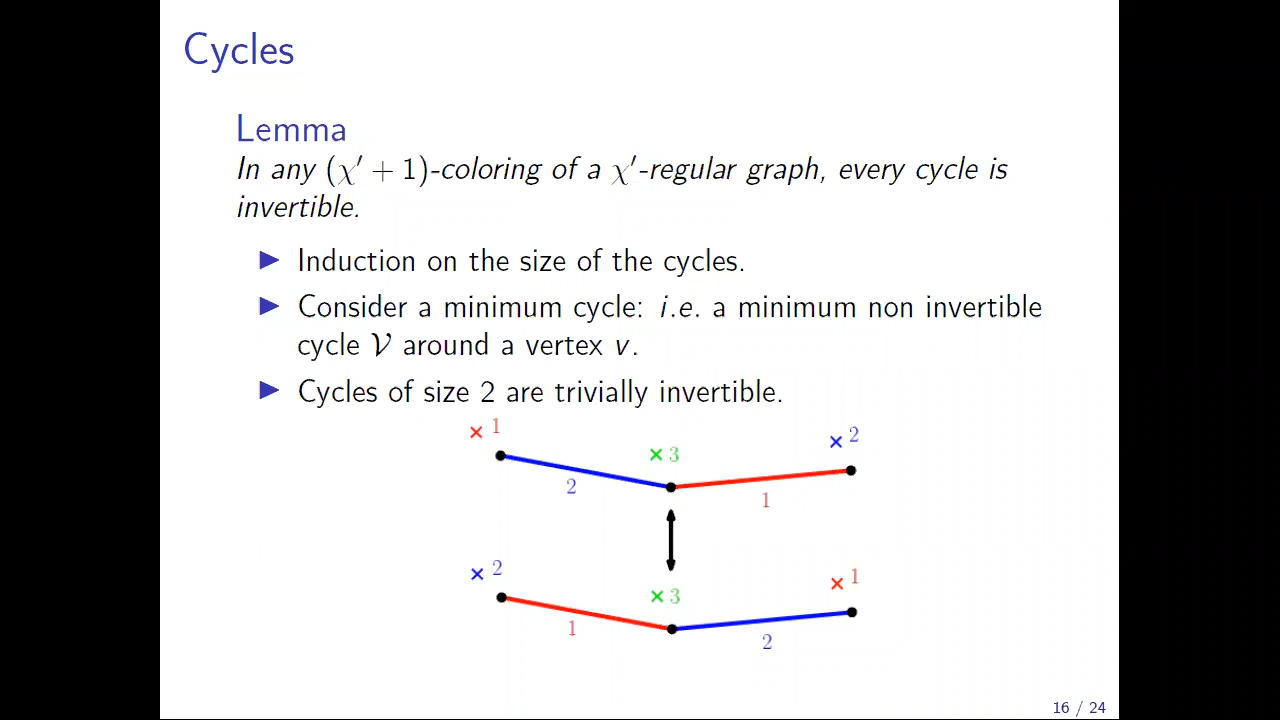 Cycles
Lemma
In any (χ′ + 1)-coloring of a χ′-regular graph, every cycle is
invertible.
▶ Induction on the size of the cycles.
▶ Consider a minimum cycle: i.e. a minimum non invertible
cycle 𝒱 around a vertex v.
▶ Cycles of size 2 are trivially invertible.
× 1
× 3
× 2
2
1
× 2
× 3
× 1
1
2
16 / 24